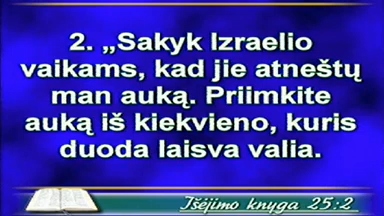 2. „Sakyk Izraelio
vaikams, kad jie atneštų
man auką. Priimkite
auką iš kiekvieno, kuris
duoda laisva valia.
Išėjimo knyga 25:2